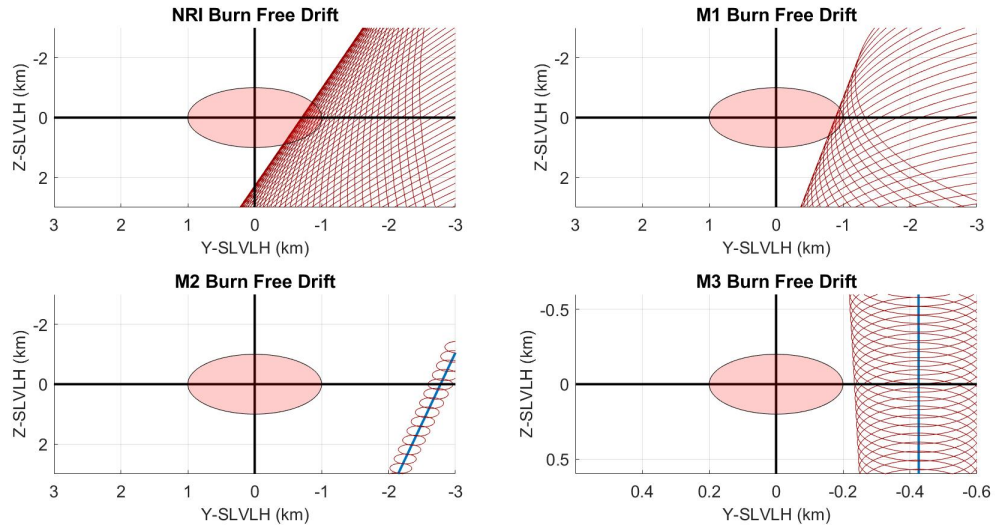 NRI Burn Free Drift
Z-SLVLH (km)
-2
0
2
3 2 1 0 -1 -2 -3
Y-SLVLH (km)
M1 Burn Free Drift
Z-SLVLH (km)
-2
0
2
3 2 1 0 -1 -2 -3
Y-SLVLH (km)
M2 Burn Free Drift
Z-SLVLH (km)
-2
0
2
3 2 1 0 -1 -2 -3
Y-SLVLH (km)
M3 Burn Free Drift
Z-SLVLH (km)
-0.5
0
0.5
0.4 0.2 0 -0.2 -0.4 -0.6
Y-SLVLH (km)